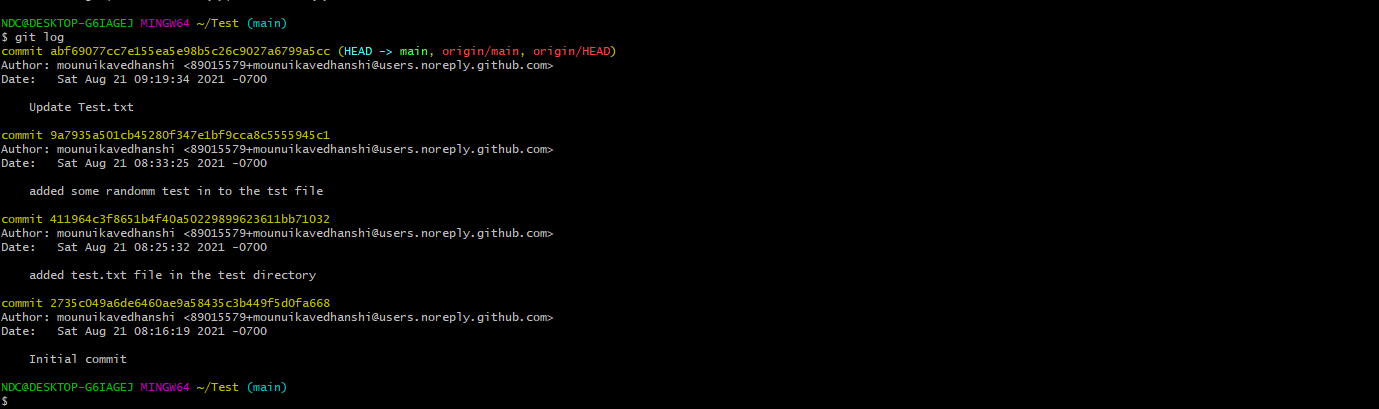 NDC@DESKTOP-G6IAGEJ MINGW64 ~/Test (main)
$ git log
commit abf69077cc7e155ea5e98b5c26c9027a6799a5cc (HEAD -> main, origin/main, origin/HEAD)
Author: mounuikavedhanshi <89015579+mounuikavedhanshi@users.noreply.github.com>
Date:   Sat Aug 21 09:19:34 2021 -0700
    Update Test.txt
commit 9a7935a501cb45280f347e1bf9cca8c5555945c1
Author: mounuikavedhanshi <89015579+mounuikavedhanshi@users.noreply.github.com>
Date:   Sat Aug 21 08:33:25 2021 -0700
    added some randomm test in to the tst file
commit 411964c3f8651b4f40a50229899623611bb71032
Author: mounuikavedhanshi <89015579+mounuikavedhanshi@users.noreply.github.com>
Date:   Sat Aug 21 08:25:32 2021 -0700
    added test.txt file in the test directory
commit 2735c049a6de6460ae9a58435c3b449f5d0fa668
Author: mounuikavedhanshi <89015579+mounuikavedhanshi@users.noreply.github.com>
Date:   Sat Aug 21 08:16:19 2021 -0700
    Initial commit
NDC@DESKTOP-G6IAGEJ MINGW64 ~/Test (main)
$